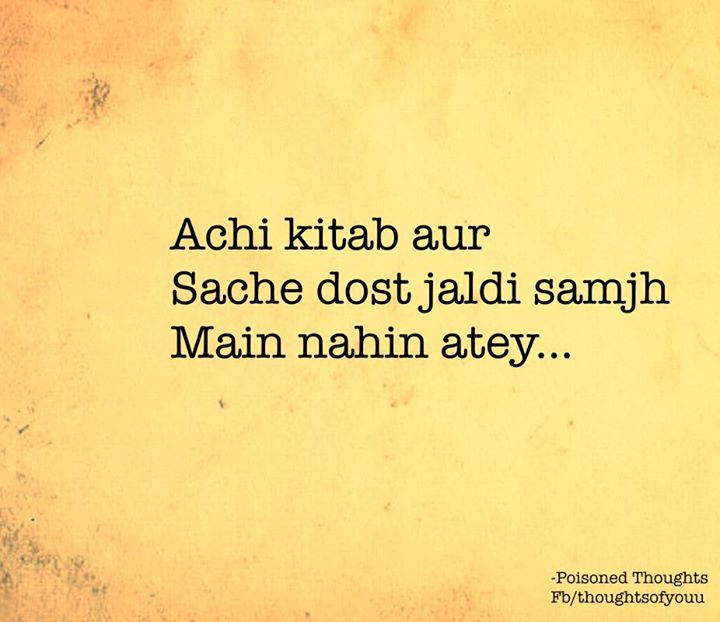 Achi kitab aur
Sache dost jaldi samjh
Main nahin atey...
-Poisoned Thoughts
Fb/thoughtsofyouu